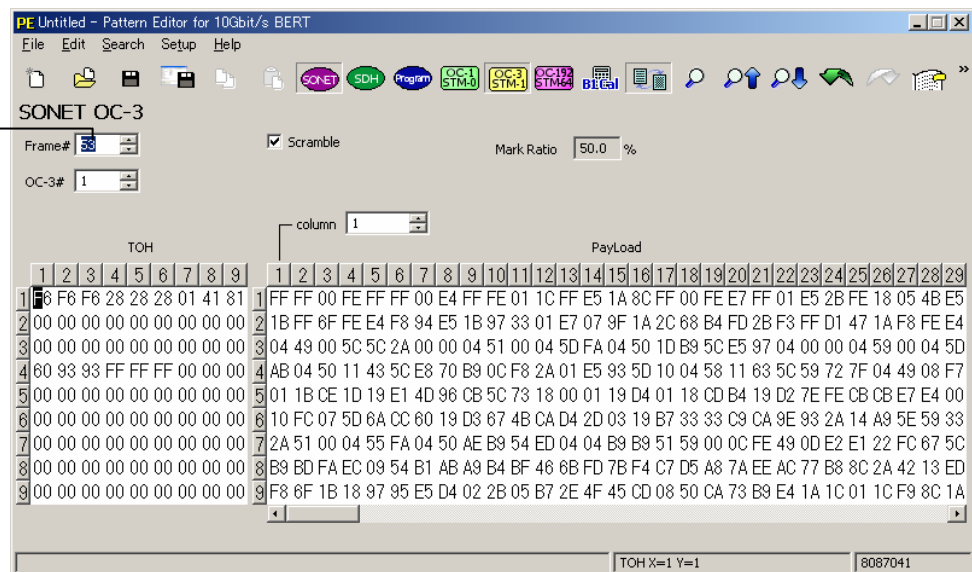 PE Untitled - Pattern Editor for 10Gbit/s BERT
File Edit Search Setup Help
SONET SDH Program OC-1 STM-0 OC-3 STM-1 OC-192 STM-64 B1Cal »
SONET OC-3
Frame# 53 Scramble Mark Ratio 50.0 %
OC-3# 1
column 1
TOH PayLoad
1 2 3 4 5 6 7 8 9 1 2 3 4 5 6 7 8 9 10 11 12 13 14 15 16 17 18 19 20 21 22 23 24 25 26 27 28 29
1 F6 F6 F6 28 28 28 01 41 81 1 FF FF 00 FE FF FF 00 E4 FF FE 01 1C FF E5 1A 8C FF 00 FE E7 FF 01 E5 2B FE 18 05 4B E5
2 00 00 00 00 00 00 00 00 00 2 1B FF 6F FE E4 F8 94 E5 1B 97 33 01 E7 07 9F 1A 2C 68 B4 FD 2B F3 FF D1 47 1A F8 FE E4
3 00 00 00 00 00 00 00 00 00 3 04 49 00 5C 5C 2A 00 00 04 51 00 04 5D FA 04 50 1D B9 5C E5 97 04 00 00 04 59 00 04 5D
4 60 93 93 FF FF FF 00 00 00 4 AB 04 50 11 43 5C E8 70 B9 0C F8 2A 01 E5 93 5D 10 04 58 11 63 5C 59 72 7F 04 49 08 F7
5 00 00 00 00 00 00 00 00 00 5 01 1B CE 1D 19 E1 4D 96 CB 5C 73 18 00 01 19 D4 01 18 CD B4 19 D2 7E FE CB CB E7 E4 00
6 00 00 00 00 00 00 00 00 00 6 10 FC 07 5D 6A CC 60 19 D3 67 4B CA D4 2D 03 19 B7 33 33 C9 CA 9E 93 2A 14 A9 5E 59 33
7 00 00 00 00 00 00 00 00 00 7 2A 51 00 04 55 FA 04 50 AE B9 54 ED 04 04 B9 B9 51 59 00 0C FE 49 0D E2 E1 22 FC 67 5C
8 00 00 00 00 00 00 00 00 00 8 B9 BD FA EC 09 54 B1 AB A9 B4 BF 46 6B FD 7B F4 C7 D5 A8 7A EE AC 77 B8 8C 2A 42 13 ED
9 00 00 00 00 00 00 00 00 00 9 F8 6F 1B 18 97 95 E5 D4 02 2B 05 B7 2E 4F 45 CD 08 50 CA 73 B9 E4 1A 1C 01 1C F9 8C 1A
TOH X=1 Y=1 8087041